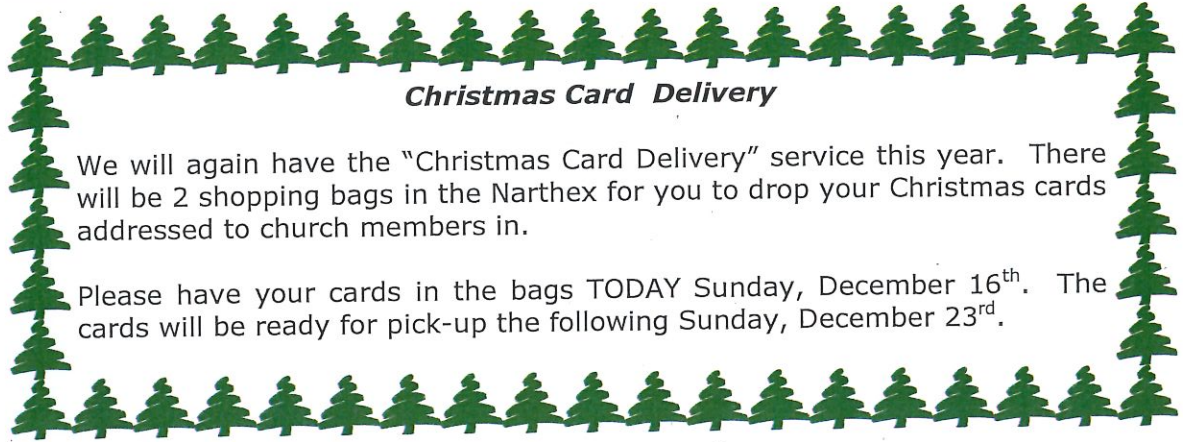 Christmas Card  Delivery
We will again have the “Christmas Card Delivery” service this year.  There
will be 2 shopping bags in the Narthex for you to drop your Christmas cards
addressed to church members in.
Please have your cards in the bags TODAY Sunday, December 16th.  The
cards will be ready for pick-up the following Sunday, December 23rd.